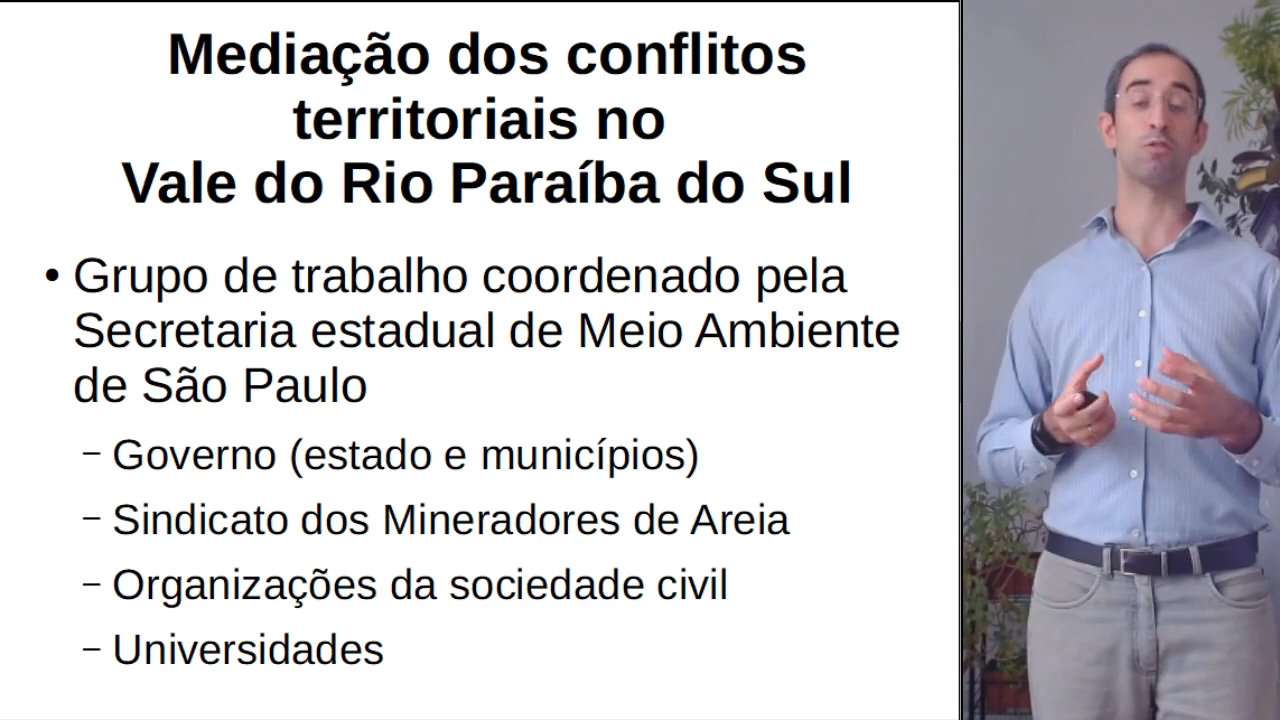 Mediação dos conflitos
territoriais no
Vale do Rio Paraíba do Sul
• Grupo de trabalho coordenado pela
Secretaria estadual de Meio Ambiente
de São Paulo
– Governo (estado e municípios)
– Sindicato dos Mineradores de Areia
– Organizações da sociedade civil
– Universidades